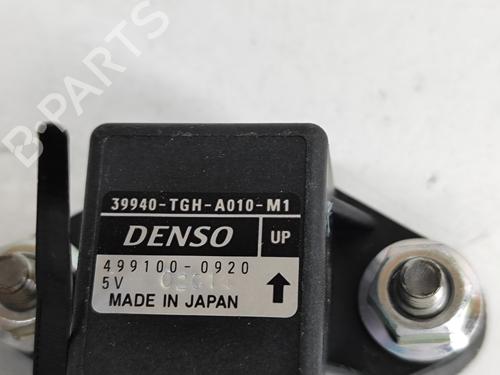 39940-TGH-A010-M1
DENSO UP
499100-0920
5V
MADE IN JAPAN
B-PARTS